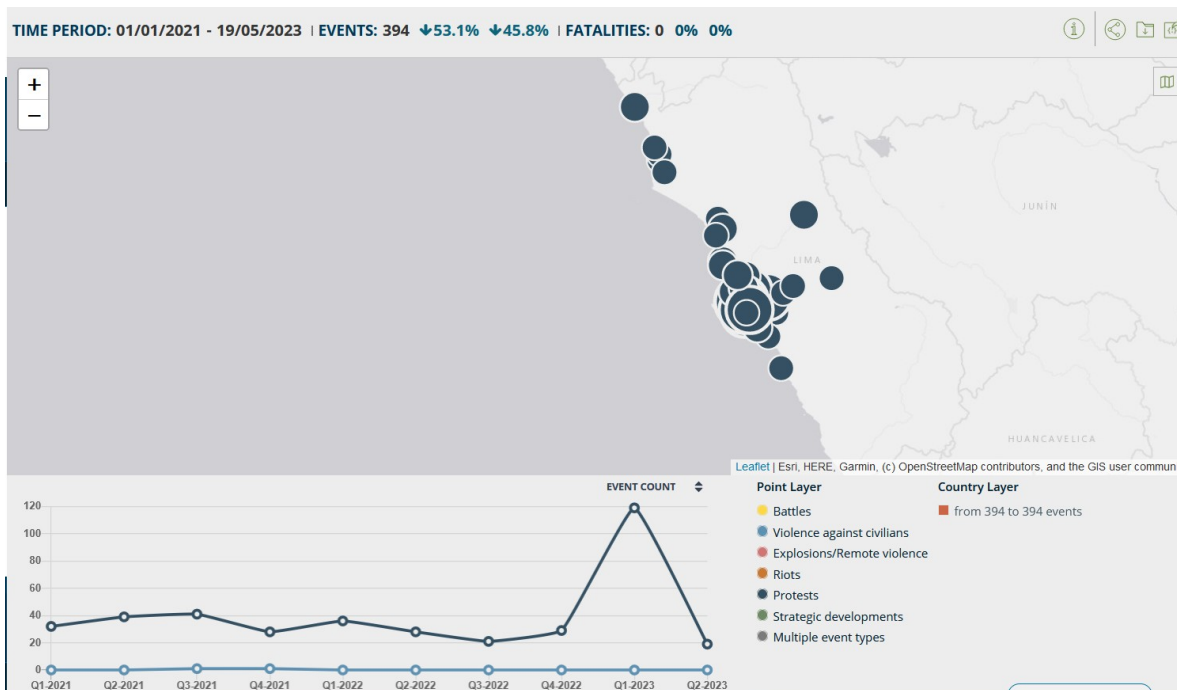 TIME PERIOD: 01/01/2021 - 19/05/2023 | EVENTS: 394 ↓53.1% ↓45.8% | FATALITIES: 0 0% 0%
+
−
JUNÍN
LIMA
HUANCAVELICA
Leaflet | Esri, HERE, Garmin, (c) OpenStreetMap contributors, and the GIS user commun
EVENT COUNT
120
100
80
60
40
20
0
Q1-2021 Q2-2021 Q3-2021 Q4-2021 Q1-2022 Q2-2022 Q3-2022 Q4-2022 Q1-2023 Q2-2023
Point Layer
Battles
Violence against civilians
Explosions/Remote violence
Riots
Protests
Strategic developments
Multiple event types
Country Layer
from 394 to 394 events